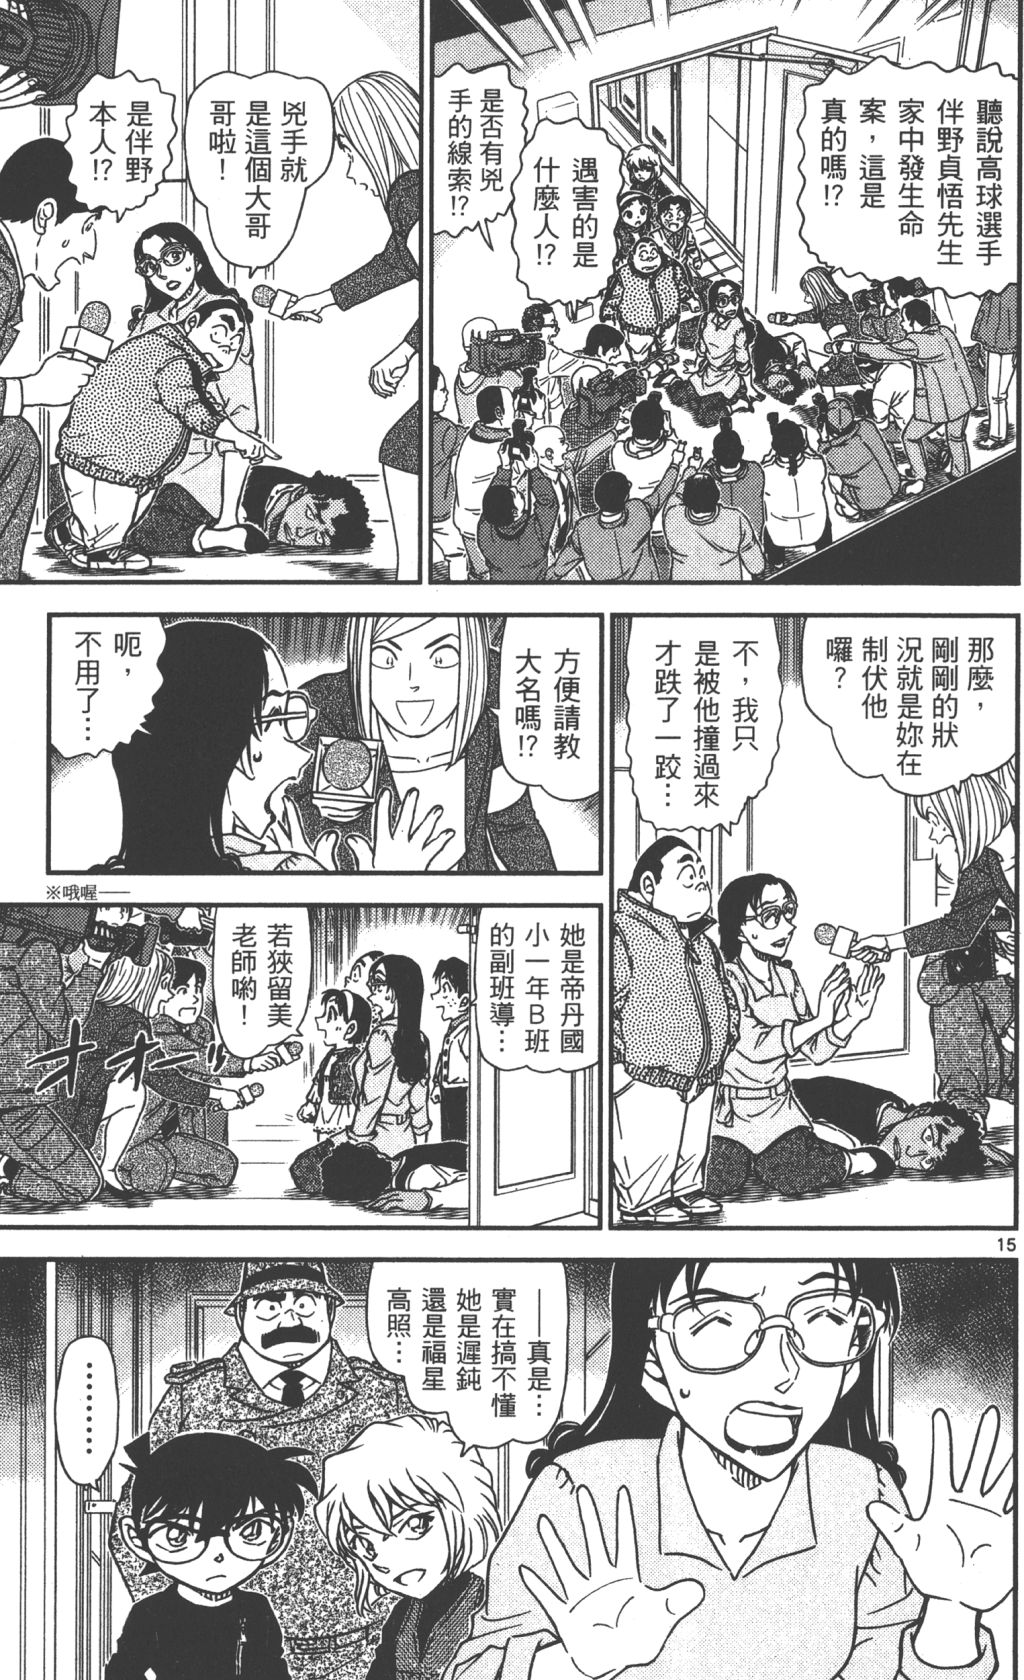 聽說高球選手
伴野貞悟先生
家中發生命
案，這是
真的嗎!?
遇害的是
什麼人!?
是否有兇
手的線索!?
兇手就
是這個大哥
哥啦！
是伴野
本人!?
那麼，
剛剛的狀
況就是妳在
制伏他
囉？
不，我只
是被他撞過來
才跌了一跤…
方便請教
大名嗎!?
呃，
不用了…
※哦喔——
她是帝丹國
小一年B班
的副班導…
若狹留美
老師喲！
オオー
15
——真是…
實在搞不懂
她是遲鈍
還是福星
高照…
………